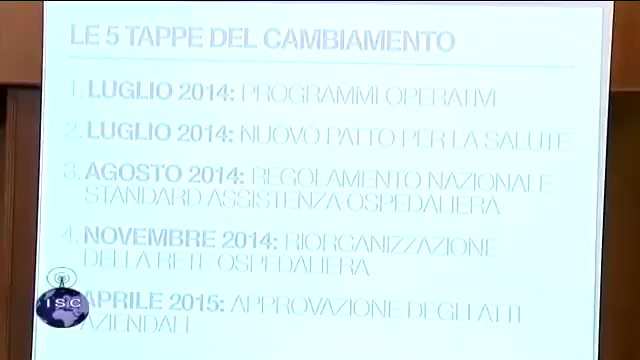 LE 5 TAPPE DEL CAMBIAMENTO
1. LUGLIO 2014: PROGRAMMI OPERATIVI
2. LUGLIO 2014: NUOVO PATTO PER LA SALUTE
3. AGOSTO 2014: REGOLAMENTO NAZIONALE
STANDARD ASSISTENZA OSPEDALIERA
4. NOVEMBRE 2014: RIORGANIZZAZIONE
DELLA RETE OSPEDALIERA
APRILE 2015: APPROVAZIONE DEGLI ATTI
AZIENDALI
ISC